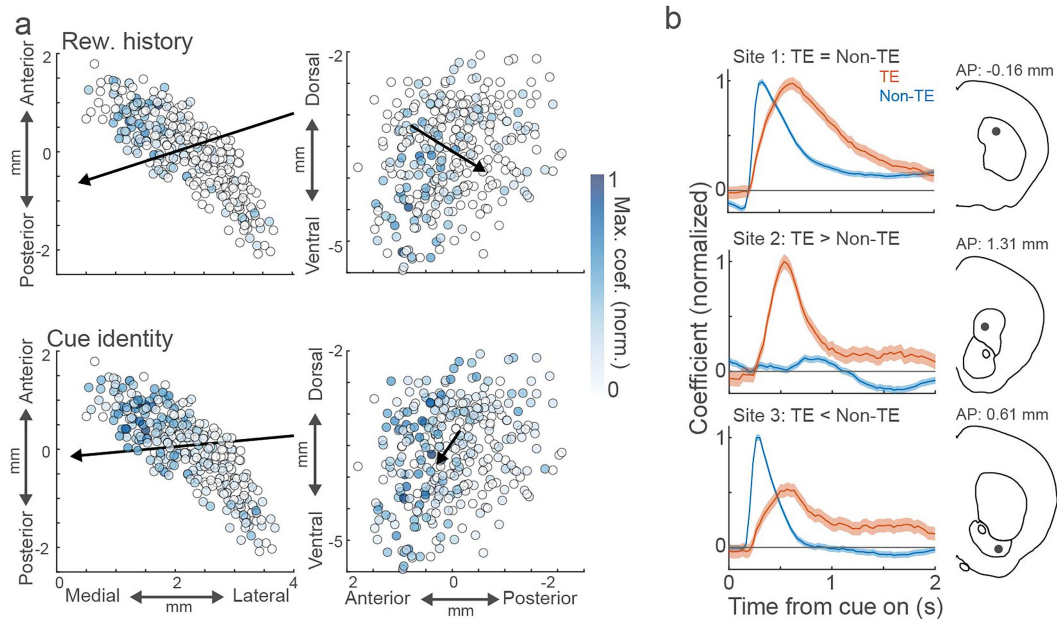 a
Rew. history
2
0
-2
Anterior
mm
Posterior
-2
-5
Dorsal
mm
Ventral
1
Max. coef. (norm.)
0
Cue identity
2
0
-2
Anterior
mm
Posterior
0
2
4
Medial
Lateral
mm
-2
-5
Dorsal
mm
Ventral
2
0
-2
Anterior
Posterior
mm
b
Site 1: TE = Non-TE
TE
Non-TE
1
0
AP: -0.16 mm
Site 2: TE > Non-TE
1
0
AP: 1.31 mm
Site 3: TE < Non-TE
1
0
AP: 0.61 mm
Coefficient (normalized)
0
1
2
Time from cue on (s)